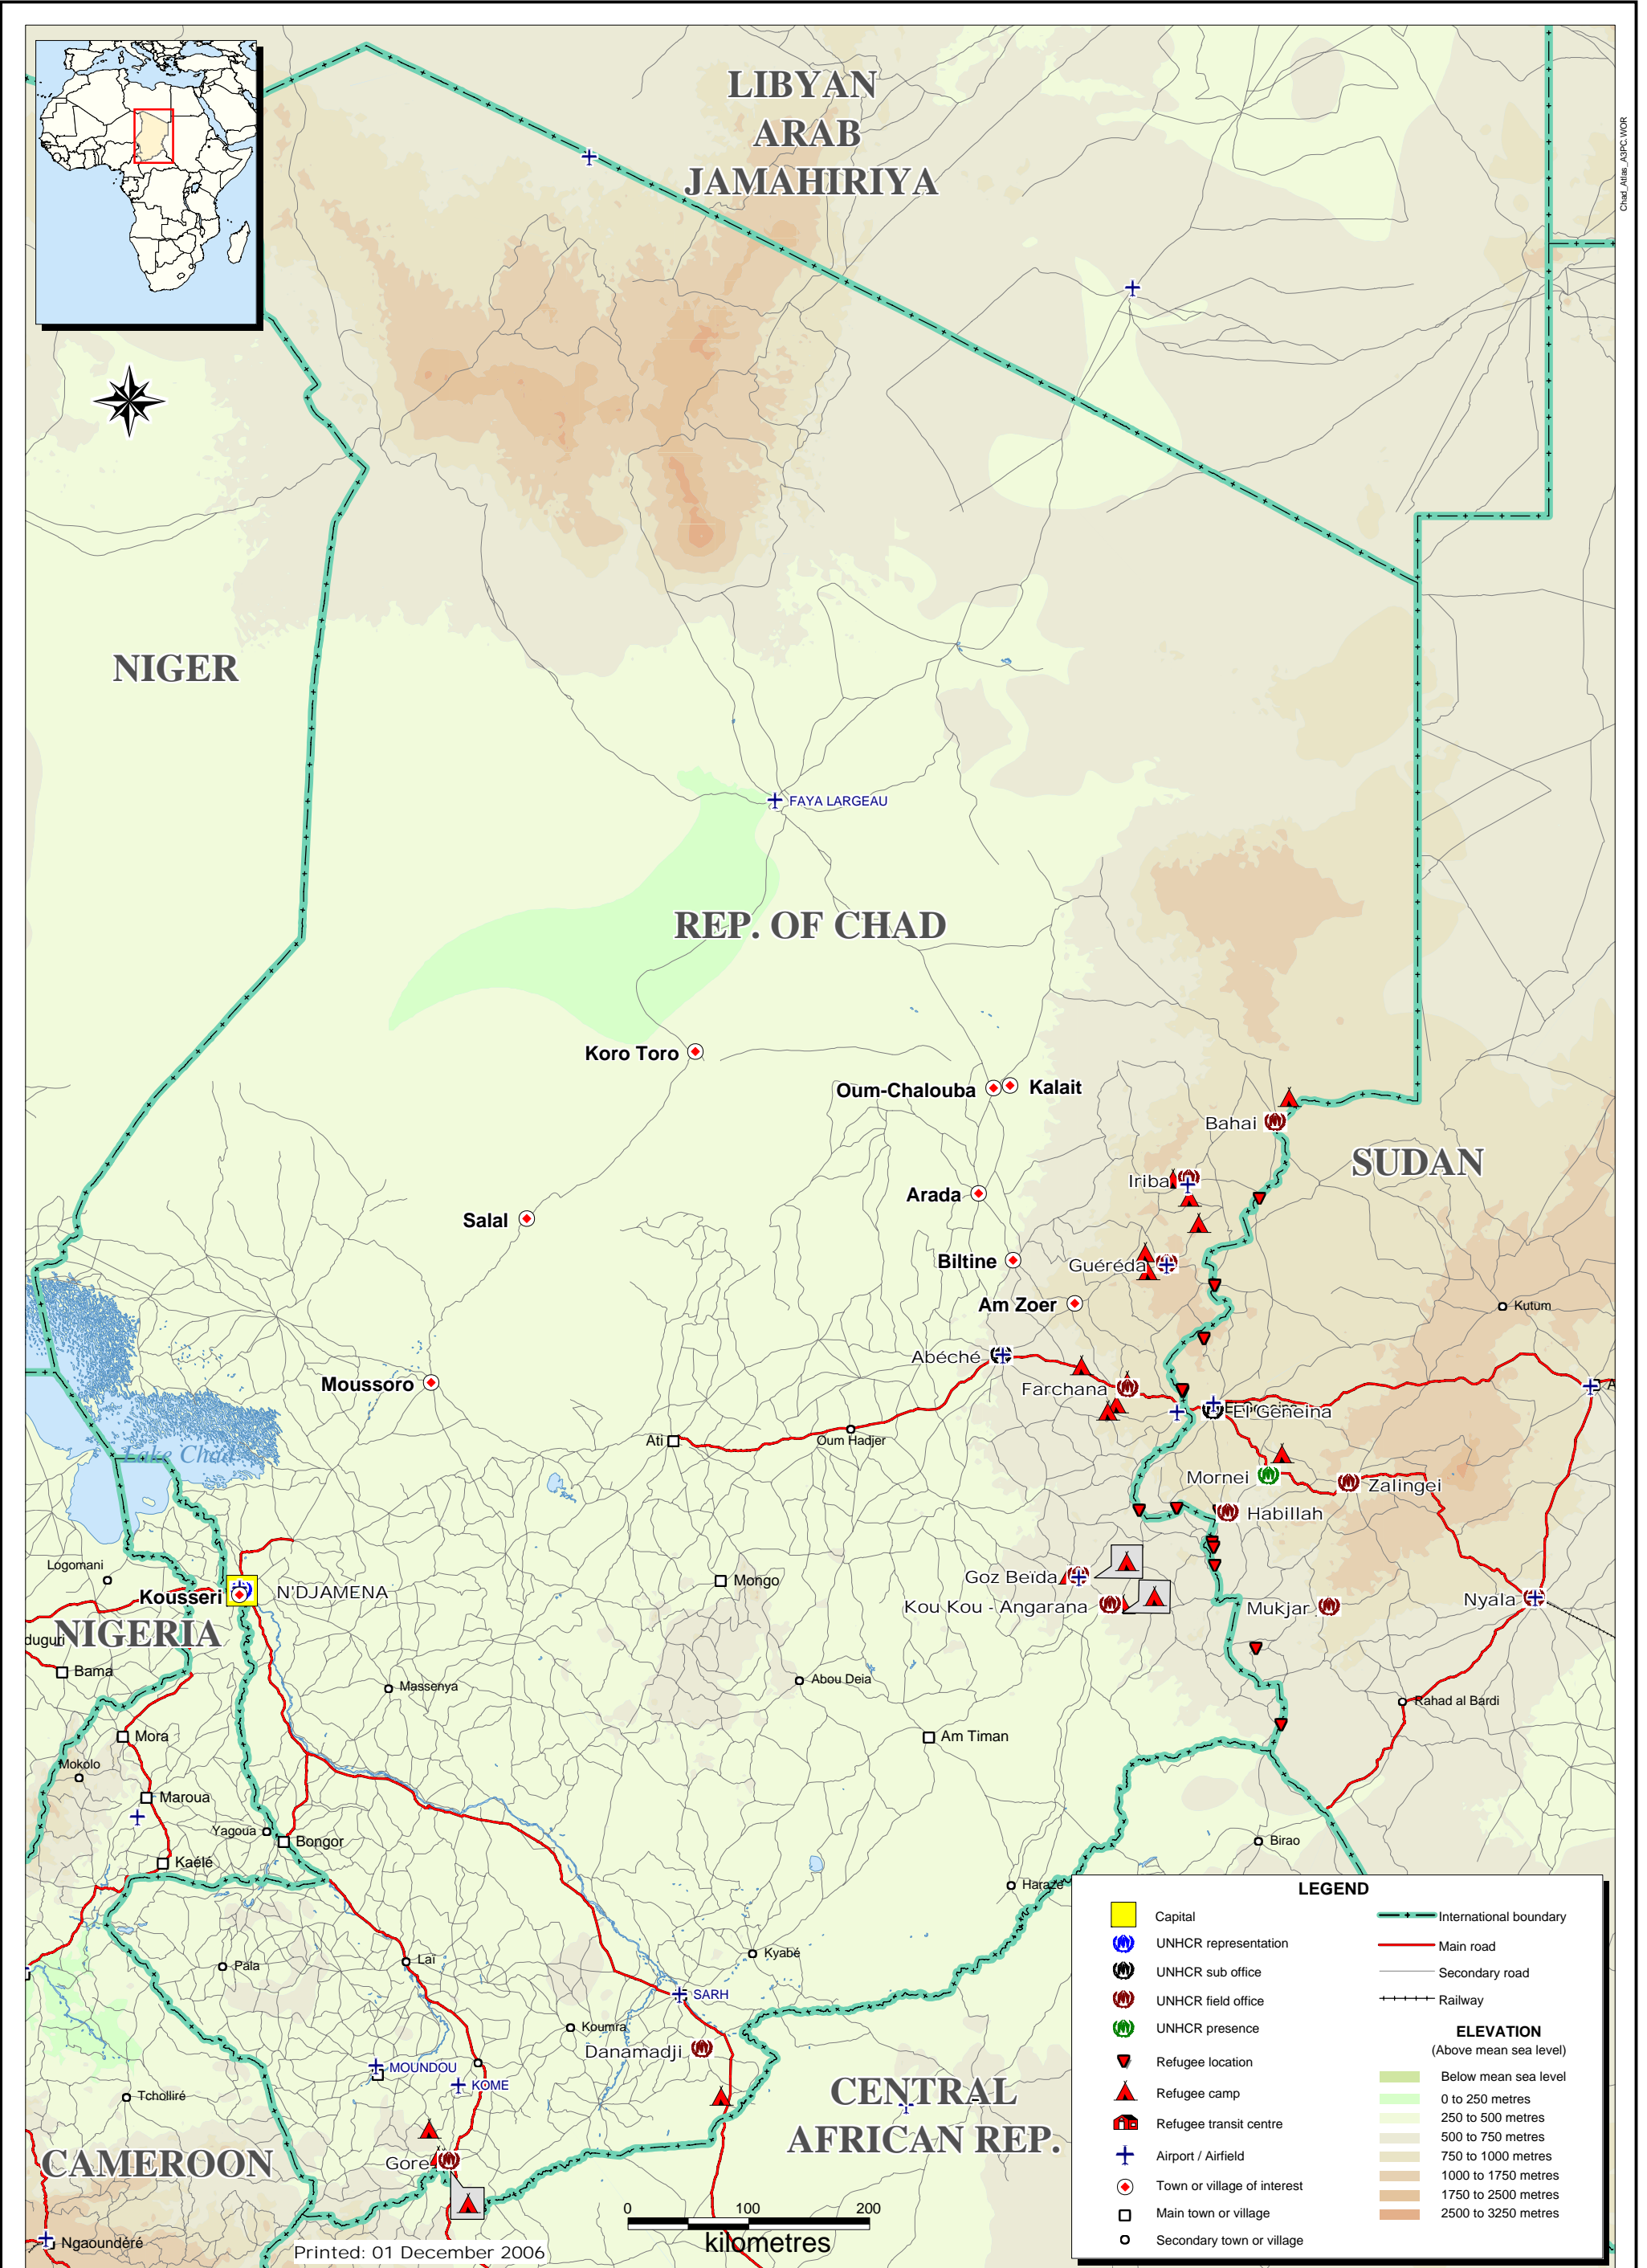 LIBYAN
ARAB
JAMAHIRIYA
Chad_Atlas_A3PC.WOR
NIGER
FAYA LARGEAU
REP. OF CHAD
Koro Toro
Oum-Chalouba
Kalait
Bahai
SUDAN
Iriba
Arada
Salal
Biltine
Guéréda
Am Zoer
Kutum
Abéché
Moussoro
Farchana
El Geneina
Ati
Oum Hadjer
Lake Chad
Mornei
Zalingei
Habillah
Logomani
Goz Beïda
Mongo
N'DJAMENA
Kousseri
Kou Kou - Angarana
Mukjar
Nyala
NIGERIA
duguri
Bama
Massenya
Abou Deia
Rahad al Bardi
Mora
Am Timan
Mokolo
Maroua
Yagoua
Bongor
Birao
Kaélé
Haraze
Kyabé
Lai
Pala
SARH
Koumra
Danamadji
MOUNDOU
KOME
Tcholliré
CENTRAL
AFRICAN REP.
CAMEROON
Gore
Ngaoundéré
Printed: 01 December 2006
0 100 200
kilometres
LEGEND
Capital
UNHCR representation
UNHCR sub office
UNHCR field office
UNHCR presence
Refugee location
Refugee camp
Refugee transit centre
Airport / Airfield
Town or village of interest
Main town or village
Secondary town or village
International boundary
Main road
Secondary road
Railway
ELEVATION
(Above mean sea level)
Below mean sea level
0 to 250 metres
250 to 500 metres
500 to 750 metres
750 to 1000 metres
1000 to 1750 metres
1750 to 2500 metres
2500 to 3250 metres